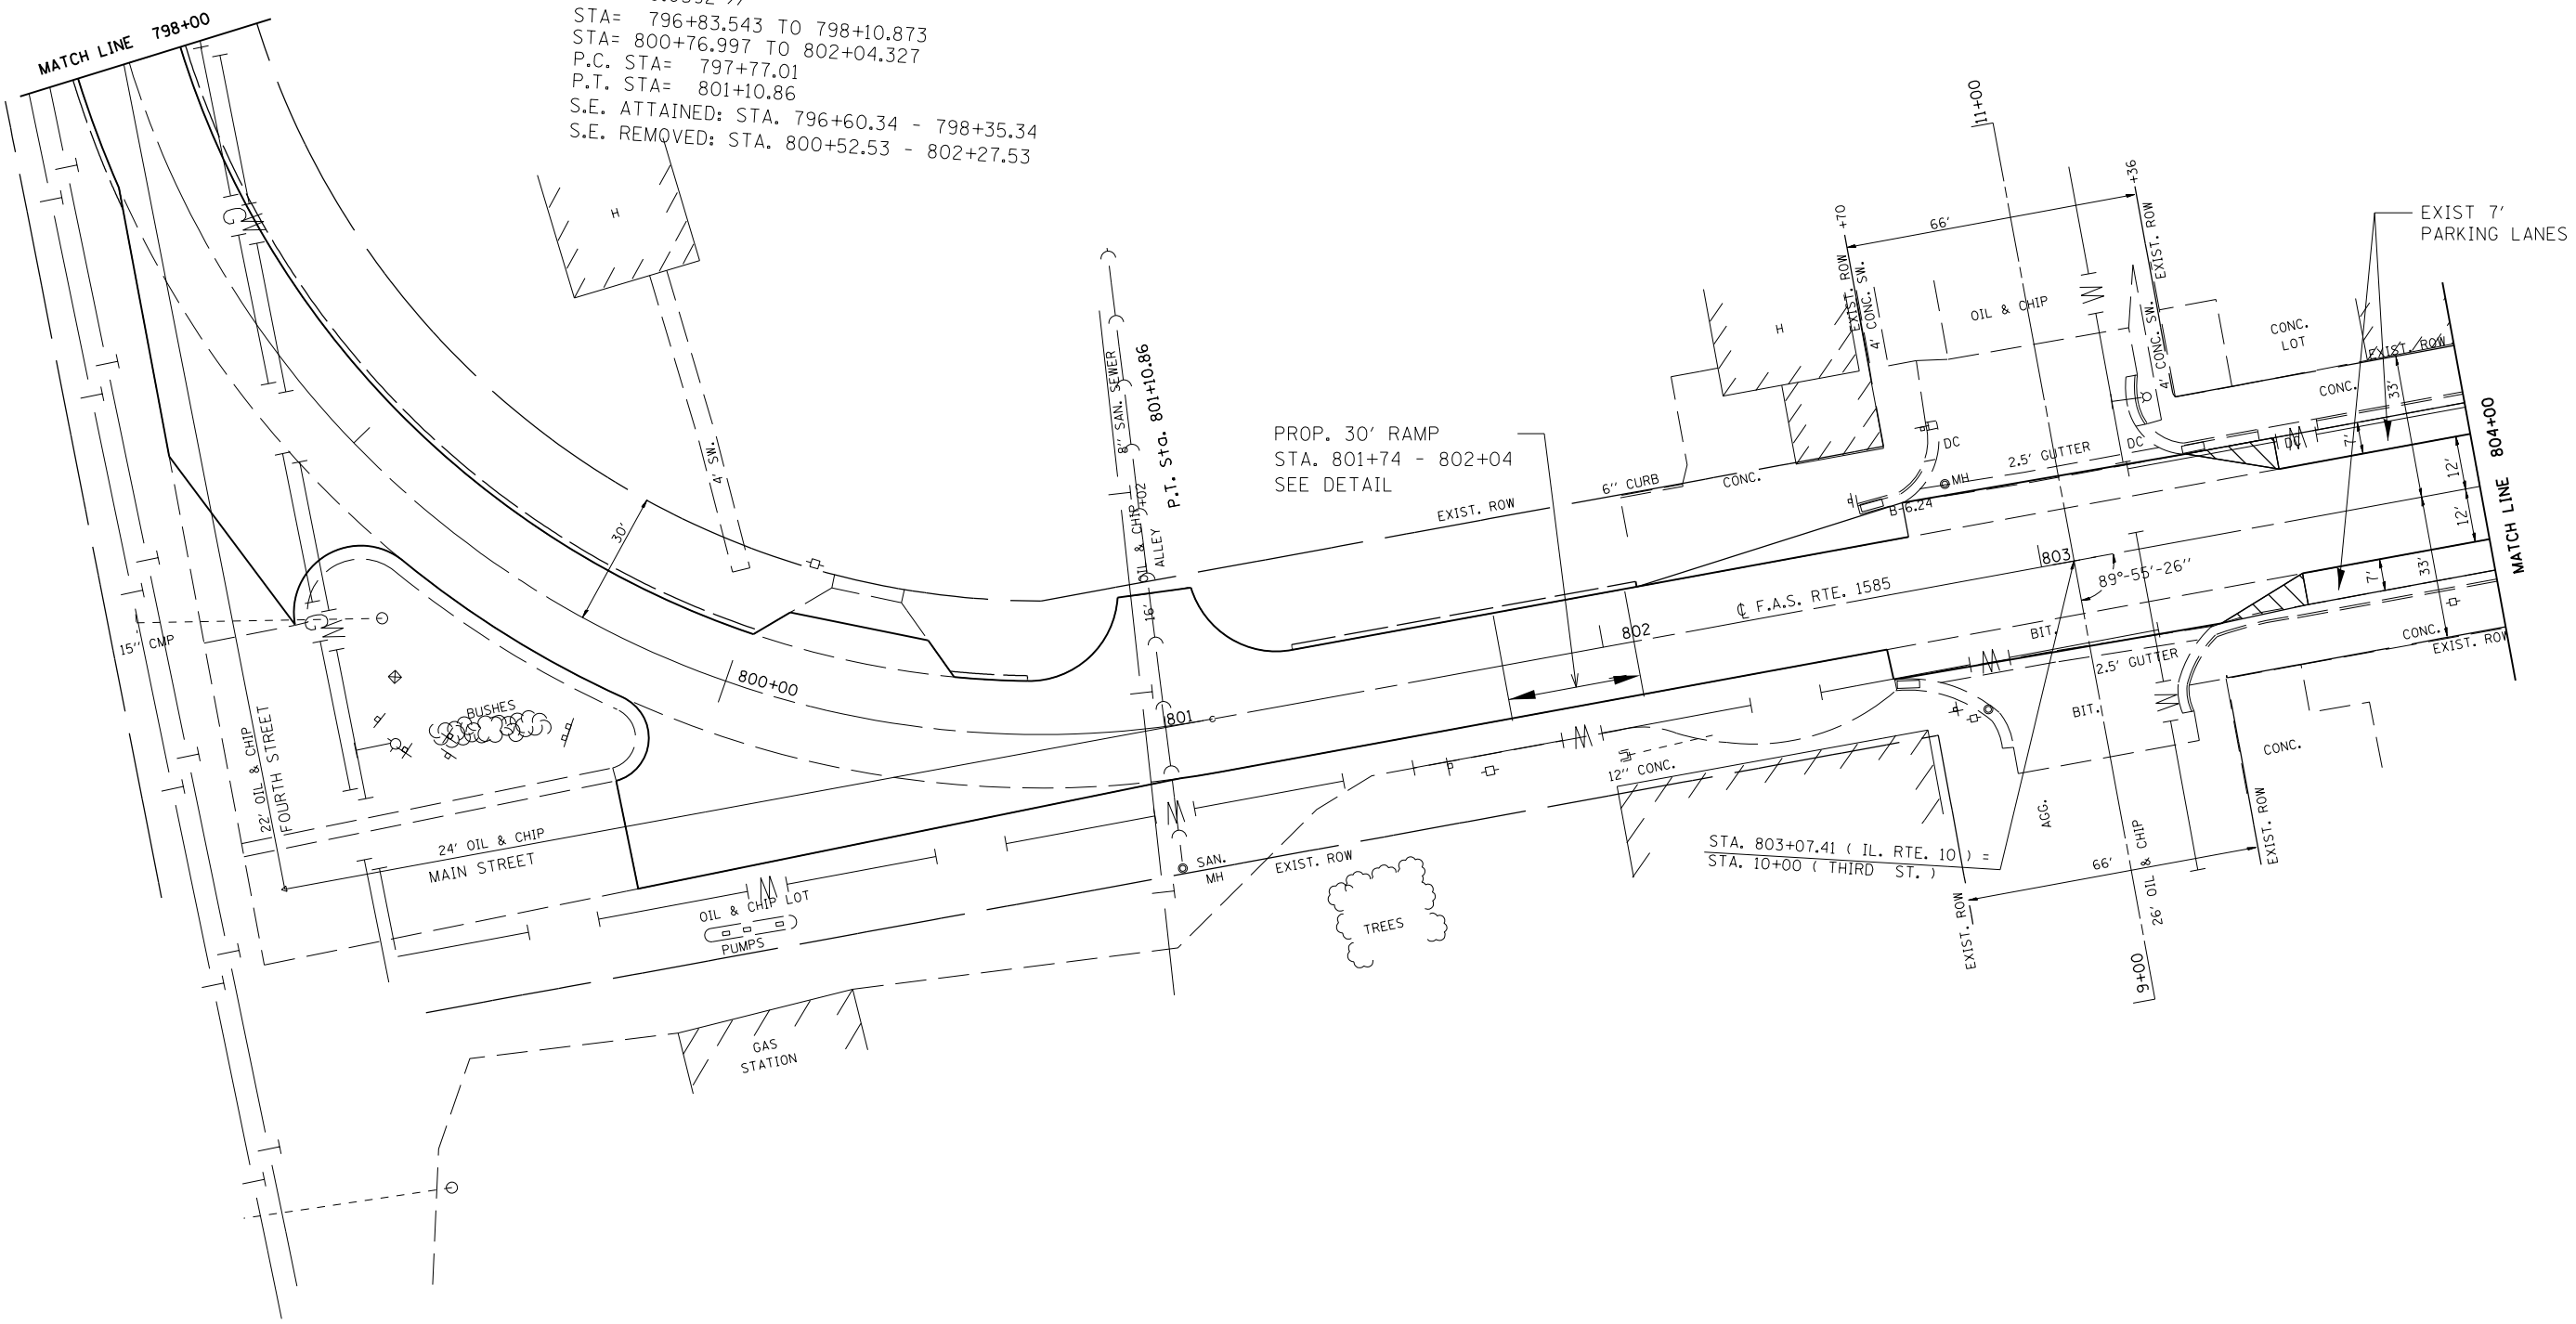 STA= 796+83.543 TO 798+10.873
STA= 800+76.997 TO 802+04.327
P.C. STA= 797+77.01
P.T. STA= 801+10.86
S.E. ATTAINED: STA. 796+60.34 - 798+35.34
S.E. REMOVED: STA. 800+52.53 - 802+27.53
MATCH LINE 798+00
G
W
H
4' SW.
30'
8" SAN. SEWER
P.T. Sta. 801+10.86
+02
OIL & CHIP
ALLEY
16'
PROP. 30' RAMP
STA. 801+74 - 802+04
SEE DETAIL
EXIST. ROW
6" CURB
CONC.
H
+70
EXIST. ROW
4' CONC. SW.
66'
11+00
+36
EXIST. ROW
OIL & CHIP
W
4' CONC. SW.
CONC.
LOT
EXIST 7'
PARKING LANES
EXIST. ROW
CONC.
33'
7'
12'
12'
33'
7'
MATCH LINE 804+00
DC
MH
B-6.24
2.5' GUTTER
DC
DC
W
803
89°-55'-26"
℄ F.A.S. RTE. 1585
802
BIT.
2.5' GUTTER
W
CONC.
EXIST. ROW
BIT.
W
CONC.
AGG.
EXIST. ROW
66'
26' OIL & CHIP
EXIST. ROW
9+00
STA. 803+07.41 ( IL. RTE. 10 ) =
STA. 10+00 ( THIRD ST. )
12" CONC.
W
801
800+00
15" CMP
G
W
BUSHES
22' OIL & CHIP
FOURTH STREET
24' OIL & CHIP
MAIN STREET
W
W
SAN.
MH
EXIST. ROW
TREES
OIL & CHIP LOT
PUMPS
GAS
STATION